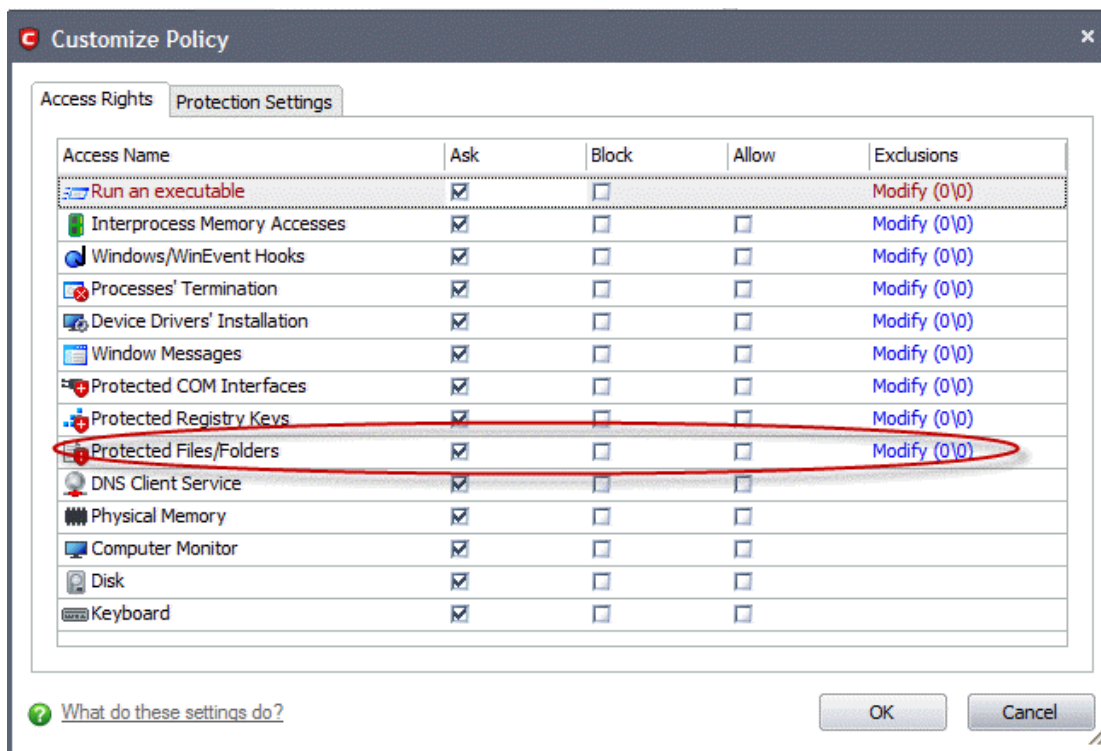 Customize Policy
Access Rights Protection Settings
Access Name Ask Block Allow Exclusions
Run an executable Modify (0\0)
Interprocess Memory Accesses Modify (0\0)
Windows/WinEvent Hooks Modify (0\0)
Processes' Termination Modify (0\0)
Device Drivers' Installation Modify (0\0)
Window Messages Modify (0\0)
Protected COM Interfaces Modify (0\0)
Protected Registry Keys Modify (0\0)
Protected Files/Folders Modify (0\0)
DNS Client Service
Physical Memory
Computer Monitor
Disk
Keyboard
What do these settings do?
OK Cancel